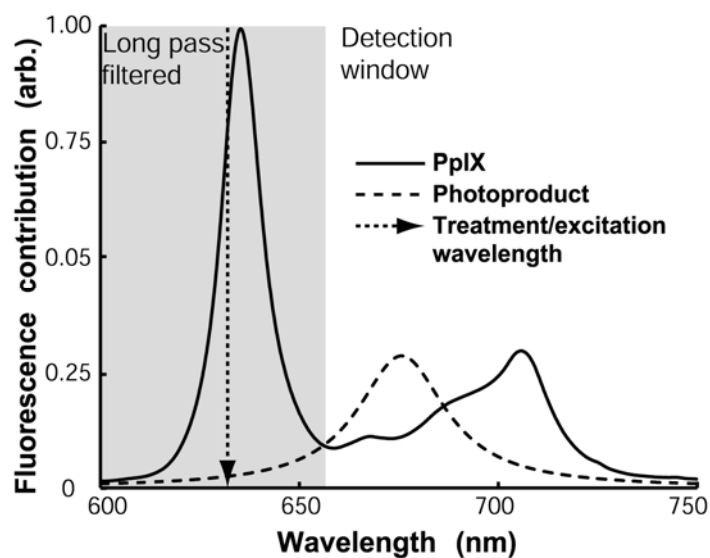 1.00
Long pass
filtered
Detection
window
0.75
PpIX
Photoproduct
Treatment/excitation
wavelength
0.05
0.25
0
600
650
700
750
Wavelength (nm)
Fluorescence contribution (arb.)